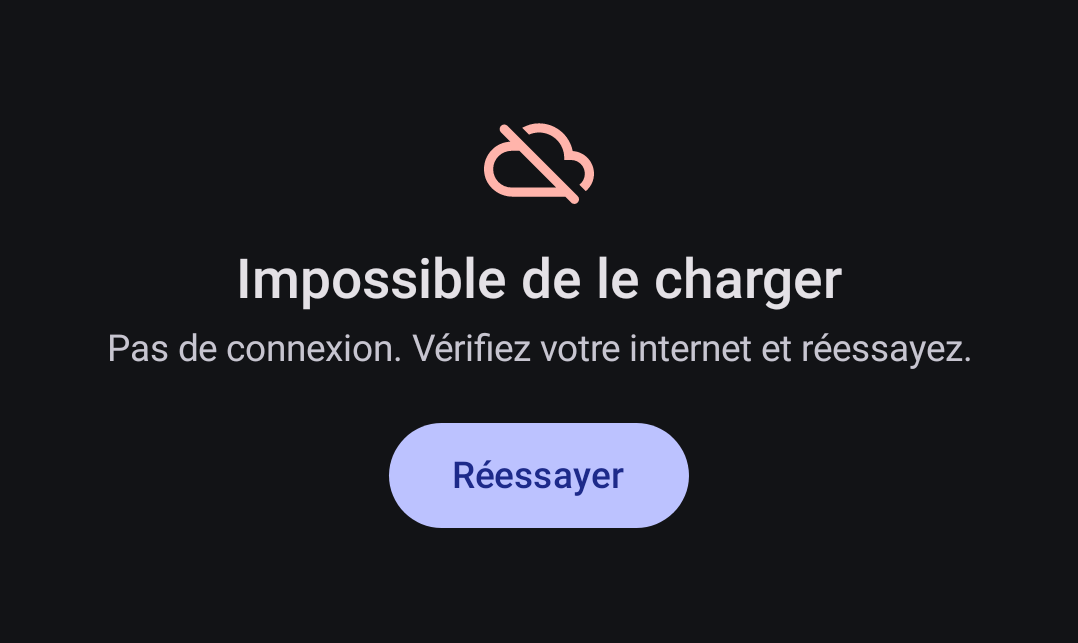 Impossible de le charger
Pas de connexion. Vérifiez votre internet et réessayez.
Réessayer